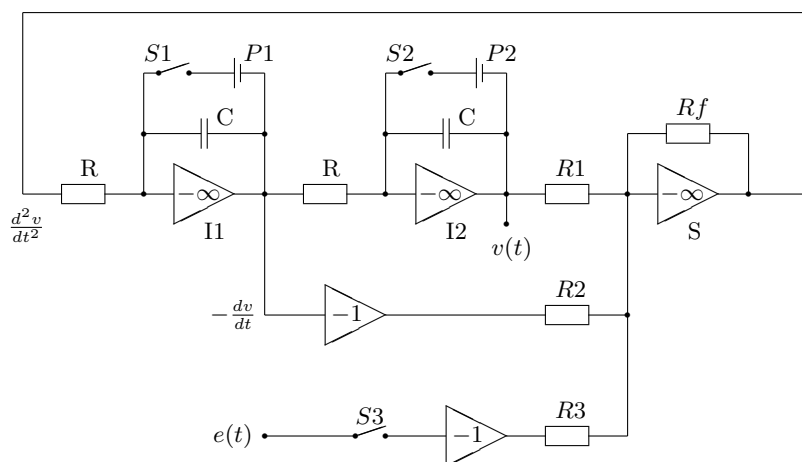 S1 P1 S2 P2
C C Rf
R R R1
−∞ −∞ −∞
d²v/dt² I1 I2 S
v(t)
−dv/dt −1 R2
e(t) S3 −1 R3